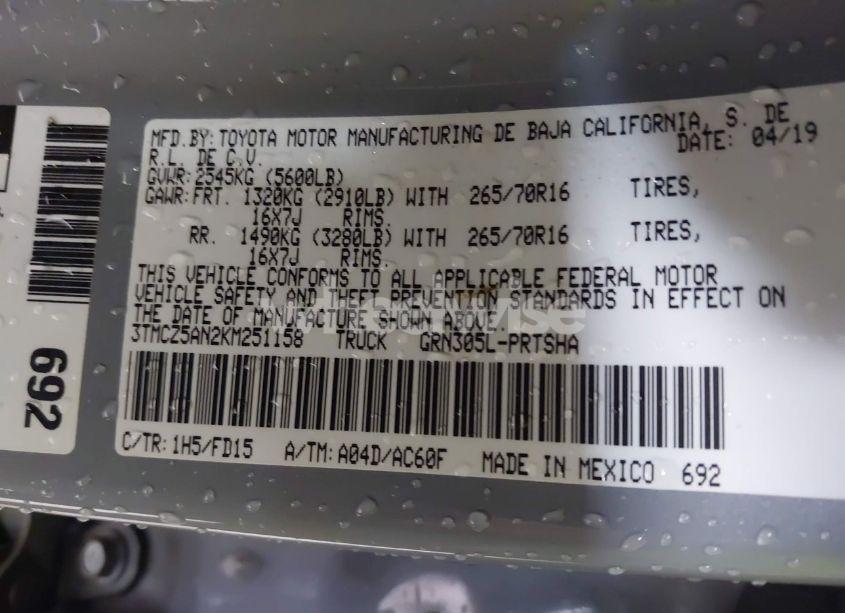 MFD.BY:TOYOTA MOTOR MANUFACTURING DE BAJA CALIFORNIA, S. DE
R.L. DE C.V. DATE: 04/19
GVWR:2545KG (5600LB)
GAWR:FRT. 1320KG (2910LB) WITH 265/70R16 TIRES,
16X7J RIMS.
RR. 1490KG (3280LB) WITH 265/70R16 TIRES,
16X7J RIMS.
THIS VEHICLE CONFORMS TO ALL APPLICABLE FEDERAL MOTOR
VEHICLE SAFETY AND THEFT PREVENTION STANDARDS IN EFFECT ON
THE DATE OF MANUFACTURE SHOWN ABOVE.
3TMCZ5AN2KM251158 TRUCK GRN305L-PRTSHA
C/TR:1H5/FD15 A/TM:A04D/AC60F MADE IN MEXICO 692
692